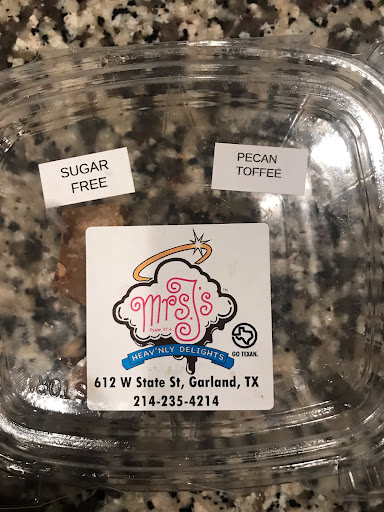 SUGAR
FREE
PECAN
TOFFEE
Mrs J's
HEAV'NLY DELIGHTS
GO TEXAN.
612 W State St, Garland, TX
214-235-4214